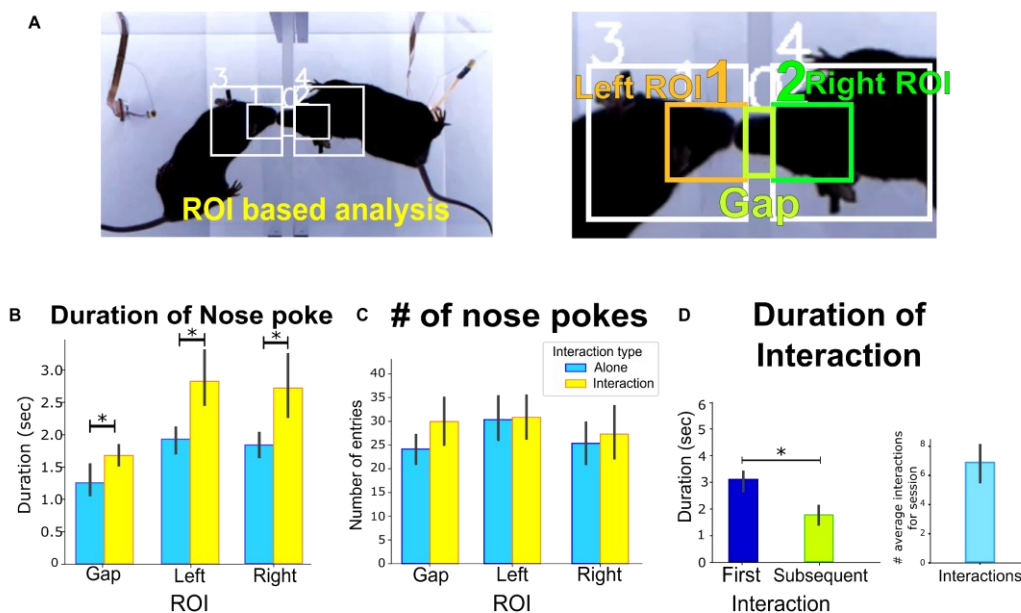 A
3
4
1
0
2
ROI based analysis
3
4
Left ROI 1
0
2 Right ROI
Gap
B
Duration of Nose poke
*
*
*
Duration (sec)
3.0
2.5
2.0
1.5
1.0
0.5
0
Gap
Left
Right
ROI
C
# of nose pokes
Interaction type
Alone
Interaction
Number of entries
40
35
30
25
20
15
10
5
0
Gap
Left
Right
ROI
D
Duration of
Interaction
Duration (sec)
6
5
4
3
2
1
0
*
First
Subsequent
Interaction
# average interactions
for session
8
6
4
2
0
Interactions